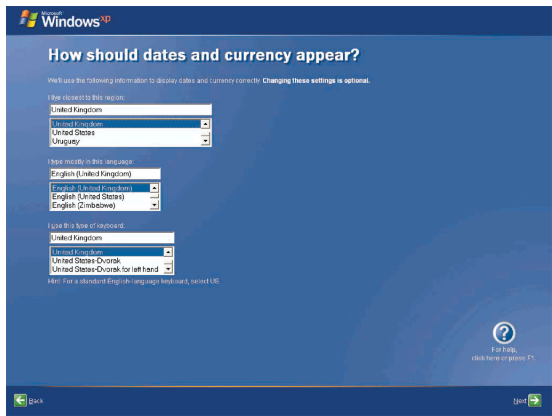 Microsoft
Windows xp
How should dates and currency appear?
We'll use the following information to display dates and currency correctly. Changing these settings is optional.
I live closest to this region:
United Kingdom
United Kingdom
United States
Uruguay
I type mostly in this language:
English (United Kingdom)
English (United Kingdom)
English (United States)
English (Zimbabwe)
I use this type of keyboard:
United Kingdom
United Kingdom
United States-Dvorak
United States-Dvorak for left hand
Hint: For a standard English-language keyboard, select US
For help,
click here or press F1.
Back
Next